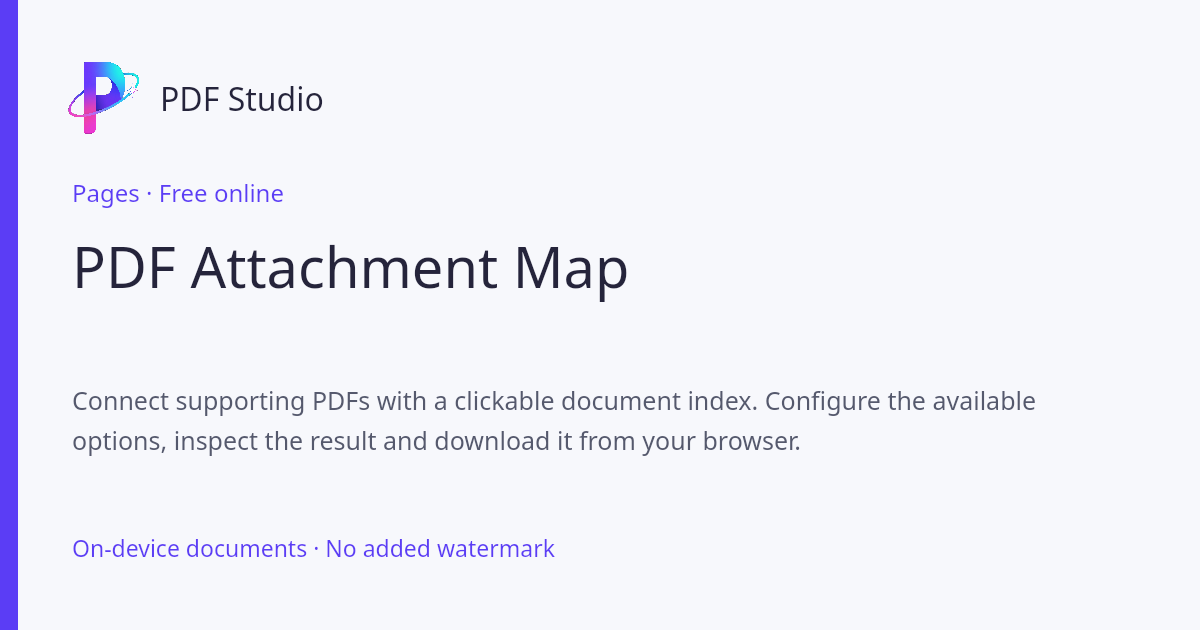 PDF Studio
Pages · Free online
PDF Attachment Map
Connect supporting PDFs with a clickable document index. Configure the available
options, inspect the result and download it from your browser.
On-device documents · No added watermark